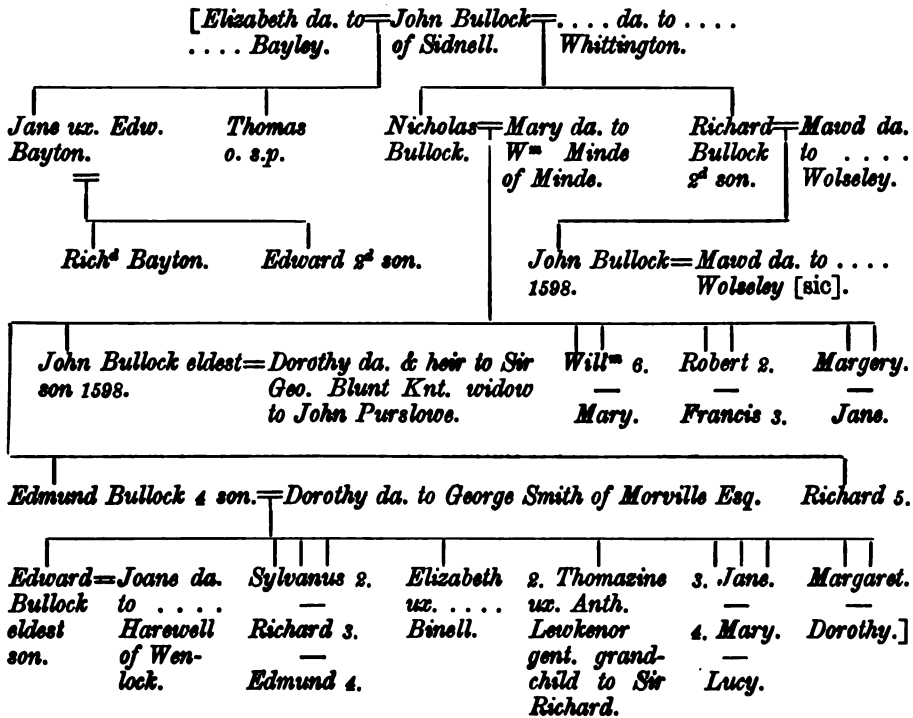 [Elizabeth da. to=John Bullock=. . . . da. to . . . .
. . . . Bayley. of Sidnell. Whittington.
Jane ux. Edw. Bayton.
Thomas o. s.p.
Nicholas Bullock.=Mary da. to Wᵐ Minde of Minde.
Richard Bullock 2ᵈ son.=Mawd da. to . . . . Wolseley.
Richᵈ Bayton.
Edward 2ᵈ son.
John Bullock 1598.=Mawd da. to . . . . Wolseley [sic].
John Bullock eldest son 1598.=Dorothy da. & heir to Sir Geo. Blunt Knt. widow to John Purslowe.
Willᵐ 6.
—
Mary.
Robert 2.
—
Francis 3.
Margery.
—
Jane.
Edmund Bullock 4 son.=Dorothy da. to George Smith of Morville Esq.
Richard 5.
Edward Bullock eldest son.=Joane da. to . . . . Harewell of Wen-lock.
Sylvanus 2.
—
Richard 3.
—
Edmund 4.
Elizabeth ux. . . . . . Binell.
2. Thomazine ux. Anth. Lewkenor gent. grand-child to Sir Richard.
3. Jane.
—
4. Mary.
—
Lucy.
Margaret.
—
Dorothy.]